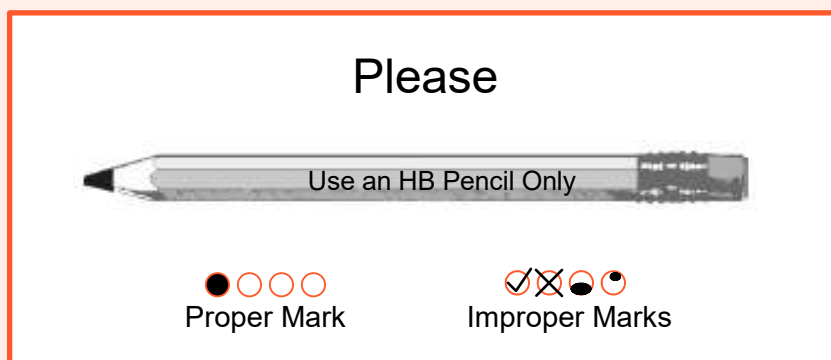 Please
Use an HB Pencil Only
Proper Mark
Improper Marks